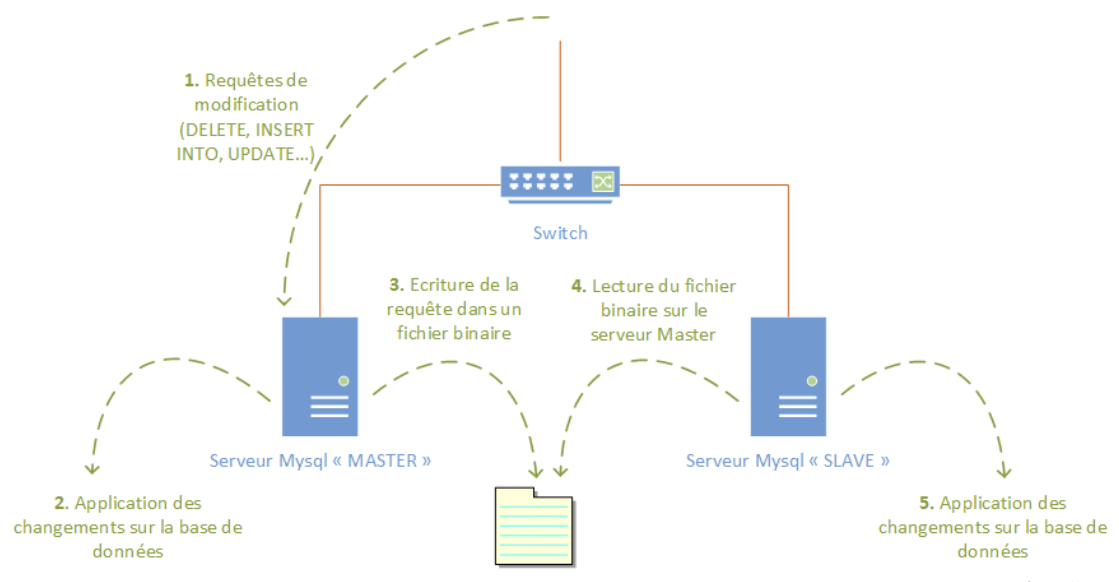 1. Requêtes de
modification
(DELETE, INSERT
INTO, UPDATE...)
Switch
3. Ecriture de la
requête dans un
fichier binaire
4. Lecture du fichier
binaire sur le
serveur Master
Serveur Mysql « MASTER »
Serveur Mysql « SLAVE »
2. Application des
changements sur la base de
données
5. Application des
changements sur la base de
données